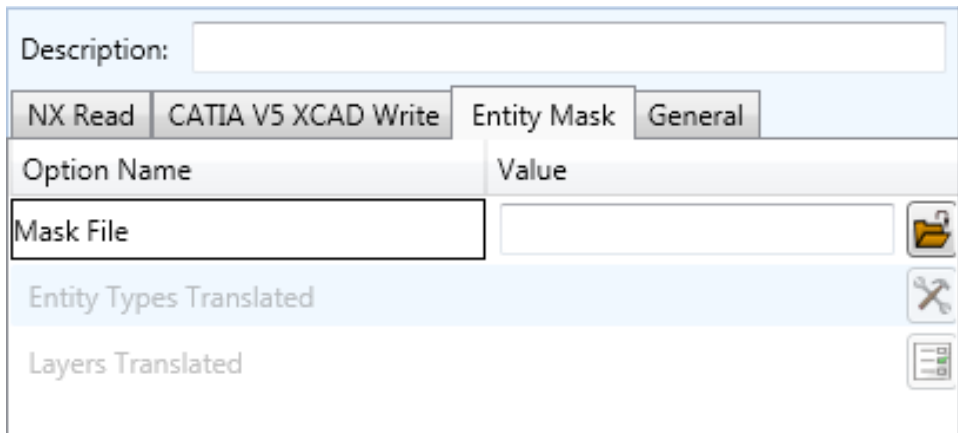 Description:
NX Read CATIA V5 XCAD Write Entity Mask General
Option Name Value
Mask File
Entity Types Translated
Layers Translated